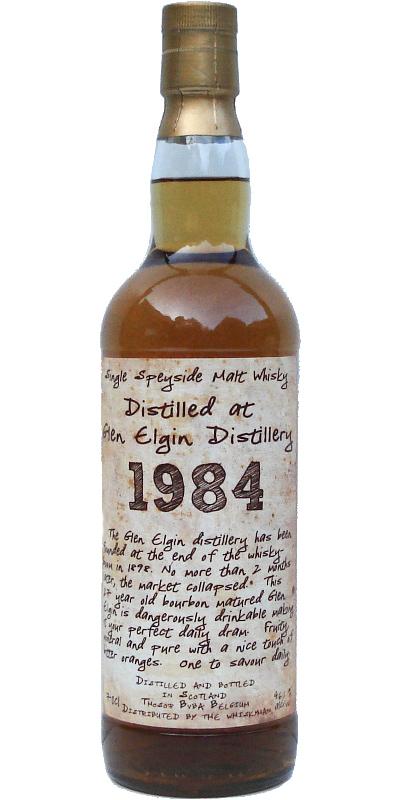 Single Speyside Malt Whisky
Distilled at
Glen Elgin Distillery
1984
The Glen Elgin distillery has been
founded at the end of the whisky
boom in 1898. No more than 2 months
later, the market collapsed. This
year old bourbon matured Glen
Elgin is dangerously drinkable making
it your perfect daily dram. Fruity,
mineral and pure with a nice touch of
bitter oranges. One to savour daily.
Distilled and bottled
in Scotland
70cl Thosop Bvba Belgium
Distributed by the whiskyman